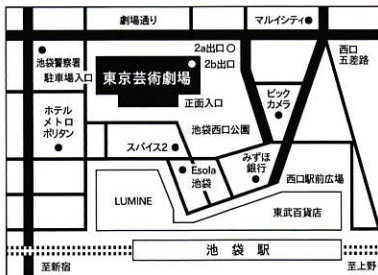 劇場通り
マルイシティ
2a出口
2b出口
西口
五差路
池袋警察署
駐車場入口
東京芸術劇場
正面入口
ビック
カメラ
ホテル
メトロ
ポリタン
池袋西口公園
スパイス2
Esola
池袋
みずほ
銀行
西口駅前広場
LUMINE
東武百貨店
池袋駅
至新宿
至上野